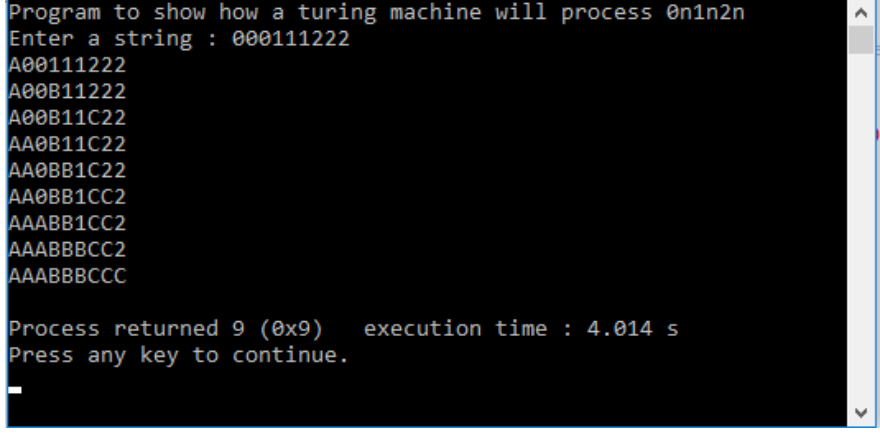 Program to show how a turing machine will process 0n1n2n
Enter a string : 000111222
A00111222
A00B11222
A00B11C22
AA0B11C22
AA0BB1C22
AA0BB1CC2
AAABB1CC2
AAABBBCC2
AAABBBCCC
Process returned 9 (0x9)   execution time : 4.014 s
Press any key to continue.